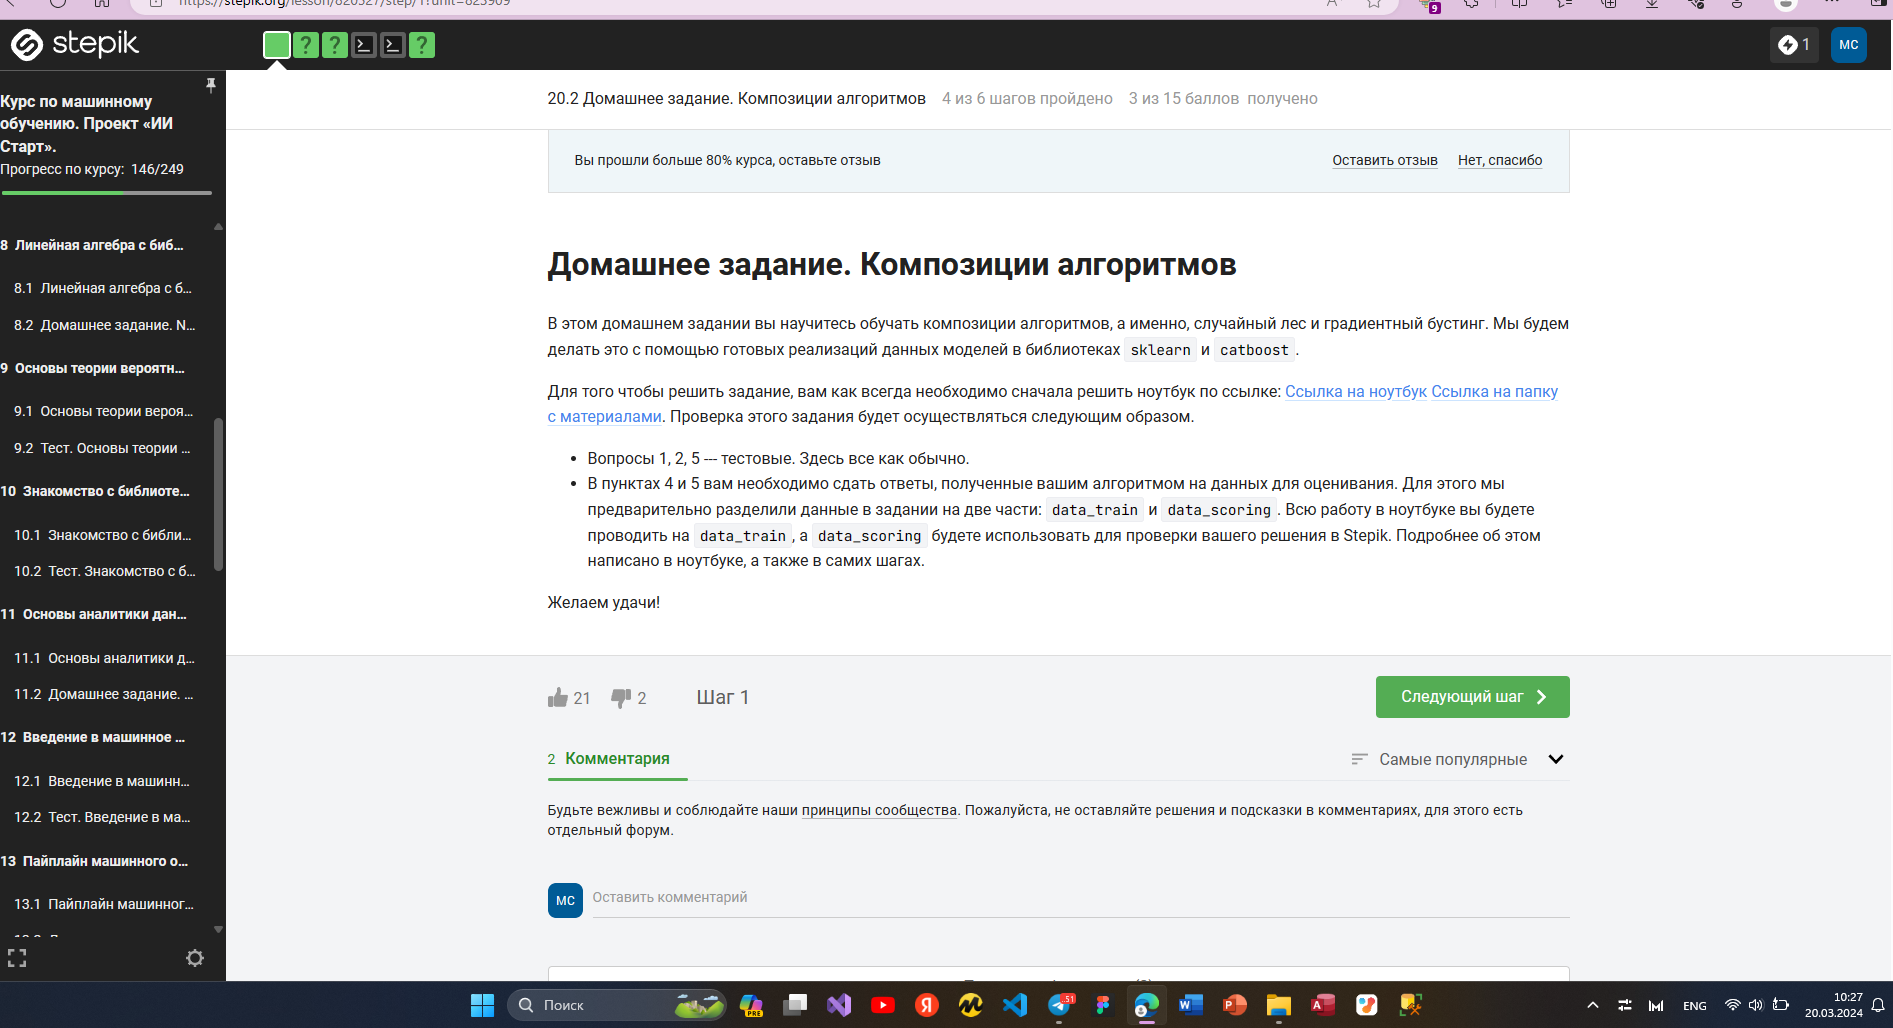 https://stepik.org/lesson/820527/step/1?unit=823909
9
stepik
1
MC
Курс по машинному
обучению. Проект «ИИ
Старт».
Прогресс по курсу: 146/249
8 Линейная алгебра с биб...
8.1 Линейная алгебра с б...
8.2 Домашнее задание. N...
9 Основы теории вероятн...
9.1 Основы теории вероя...
9.2 Тест. Основы теории ...
10 Знакомство с библиоте...
10.1 Знакомство с библи...
10.2 Тест. Знакомство с б...
11 Основы аналитики дан...
11.1 Основы аналитики д...
11.2 Домашнее задание. ...
12 Введение в машинное ...
12.1 Введение в машинн...
12.2 Тест. Введение в ма...
13 Пайплайн машинного о...
13.1 Пайплайн машинног...
20.2 Домашнее задание. Композиции алгоритмов 4 из 6 шагов пройдено 3 из 15 баллов получено
Вы прошли больше 80% курса, оставьте отзыв Оставить отзыв Нет, спасибо
Домашнее задание. Композиции алгоритмов
В этом домашнем задании вы научитесь обучать композиции алгоритмов, а именно, случайный лес и градиентный бустинг. Мы будем
делать это с помощью готовых реализаций данных моделей в библиотеках sklearn и catboost.
Для того чтобы решить задание, вам как всегда необходимо сначала решить ноутбук по ссылке: Ссылка на ноутбук Ссылка на папку
с материалами. Проверка этого задания будет осуществляться следующим образом.
• Вопросы 1, 2, 5 --- тестовые. Здесь все как обычно.
• В пунктах 4 и 5 вам необходимо сдать ответы, полученные вашим алгоритмом на данных для оценивания. Для этого мы
предварительно разделили данные в задании на две части: data_train и data_scoring. Всю работу в ноутбуке вы будете
проводить на data_train, а data_scoring будете использовать для проверки вашего решения в Stepik. Подробнее об этом
написано в ноутбуке, а также в самих шагах.
Желаем удачи!
21 2 Шаг 1 Следующий шаг
2 Комментария Самые популярные
Будьте вежливы и соблюдайте наши принципы сообщества. Пожалуйста, не оставляйте решения и подсказки в комментариях, для этого есть
отдельный форум.
MC Оставить комментарий
Поиск
PRE
51
ENG
10:27
20.03.2024